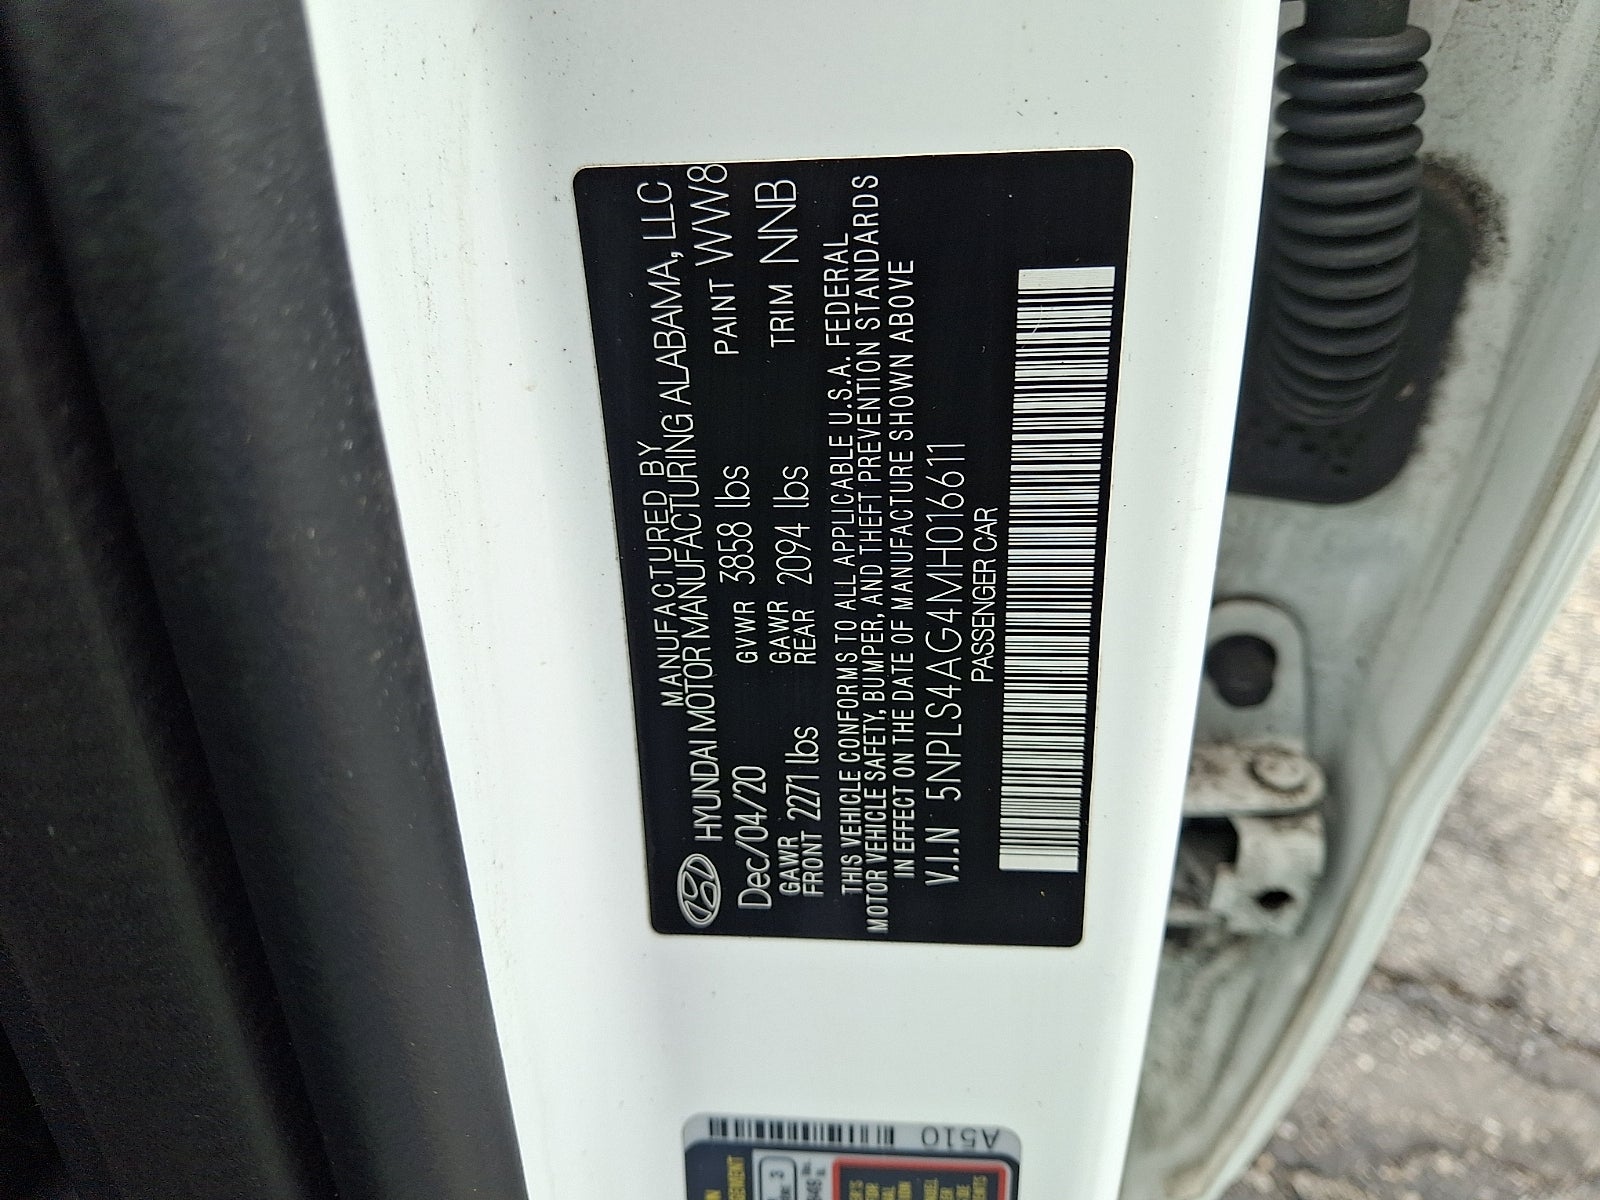 MANUFACTURED BY
HYUNDAI MOTOR MANUFACTURING ALABAMA, LLC
Dec/04/20 GVWR 3858 lbs PAINT WW8
GAWR GAWR
FRONT 2271 lbs REAR 2094 lbs TRIM NNB
THIS VEHICLE CONFORMS TO ALL APPLICABLE U.S.A. FEDERAL
MOTOR VEHICLE SAFETY, BUMPER, AND THEFT PREVENTION STANDARDS
IN EFFECT ON THE DATE OF MANUFACTURE SHOWN ABOVE
V.I.N 5NPLS4AG4MH016611
PASSENGER CAR
A510